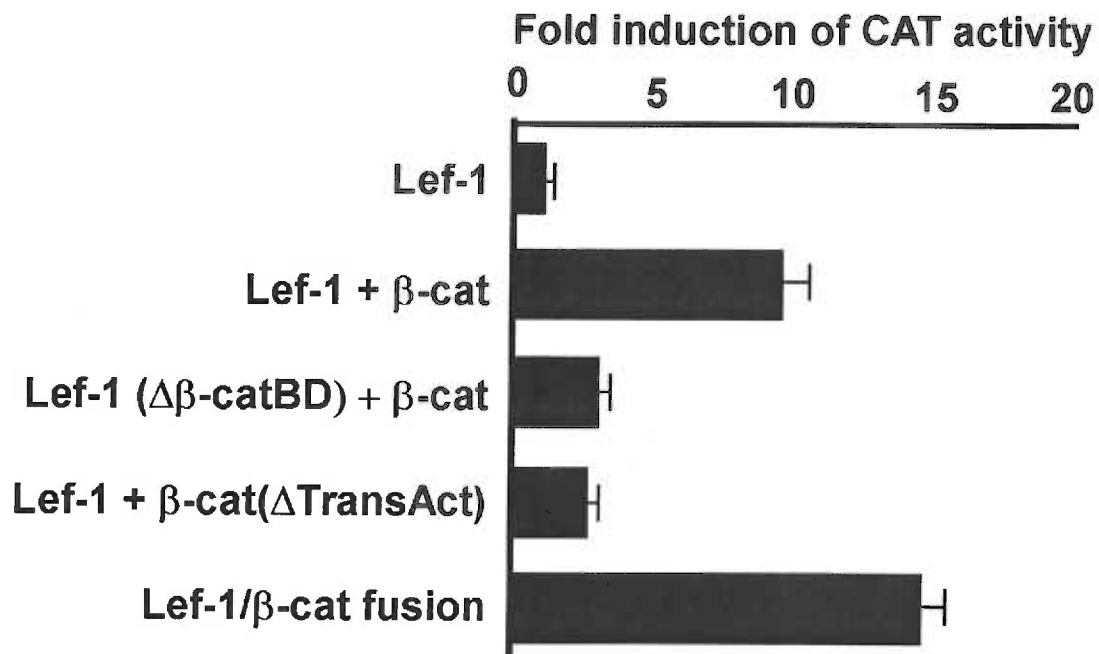 Fold induction of CAT activity
0 5 10 15 20
Lef-1
Lef-1 + β-cat
Lef-1 (Δβ-catBD) + β-cat
Lef-1 + β-cat(ΔTransAct)
Lef-1/β-cat fusion